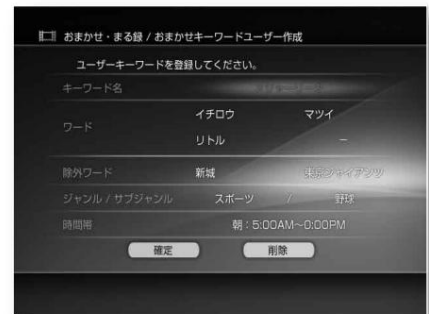 おまかせ・まる録 / おまかせキーワードユーザー作成
ユーザーキーワードを登録してください。
キーワード名
ワード
イチロウ マツイ
リトル −
除外ワード 新城 東京ジャイアンツ
ジャンル / サブジャンル スポーツ / 野球
時間帯 朝：5:00AM〜0:00PM
確定 削除